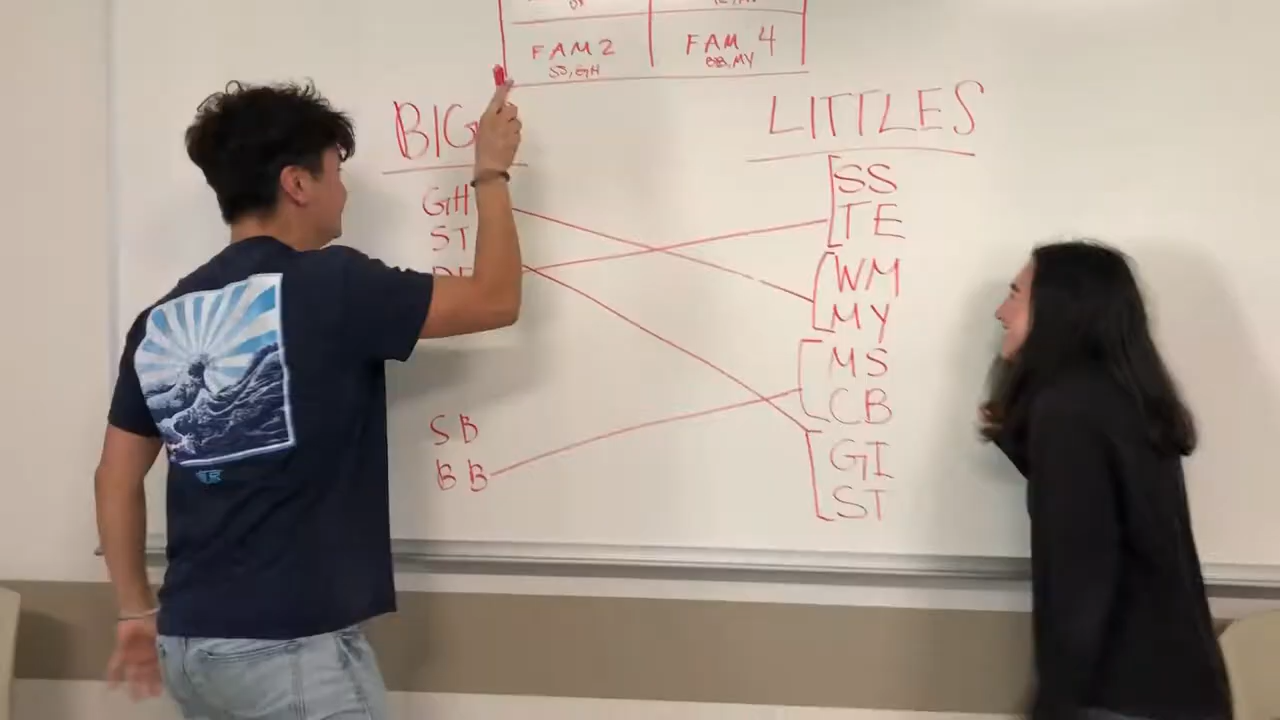 FAM 2 FAM 4
SS, GH BB, MY
BIG LITTLES
GH SS
ST TE
WM
MY
MS
CB
SB GI
BB ST